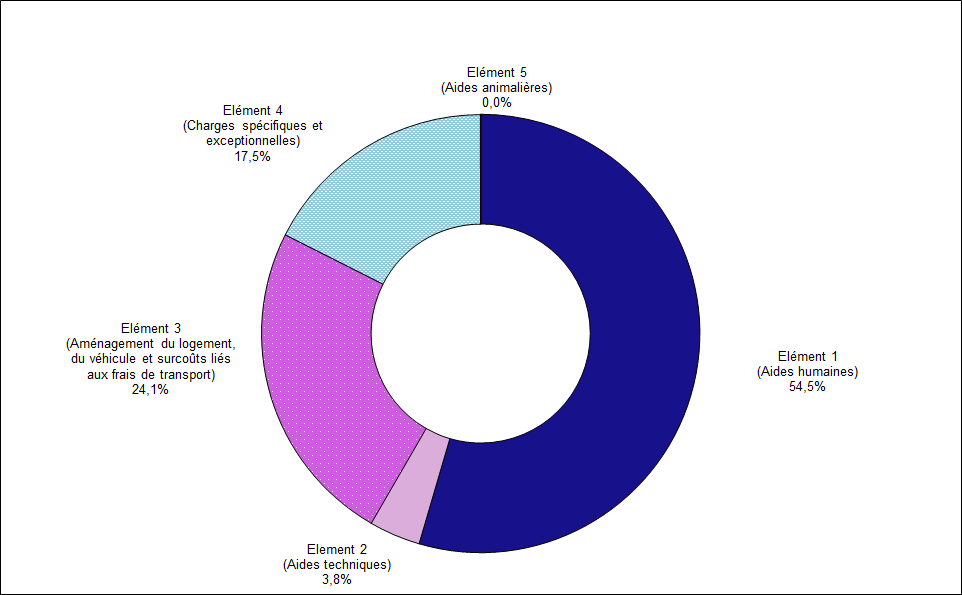 Elément 5
(Aides animalières)
0,0%
Elément 4
(Charges spécifiques et
exceptionnelles)
17,5%
Elément 3
(Aménagement du logement,
du véhicule et surcoûts liés
aux frais de transport)
24,1%
Elément 1
(Aides humaines)
54,5%
Element 2
(Aides techniques)
3,8%